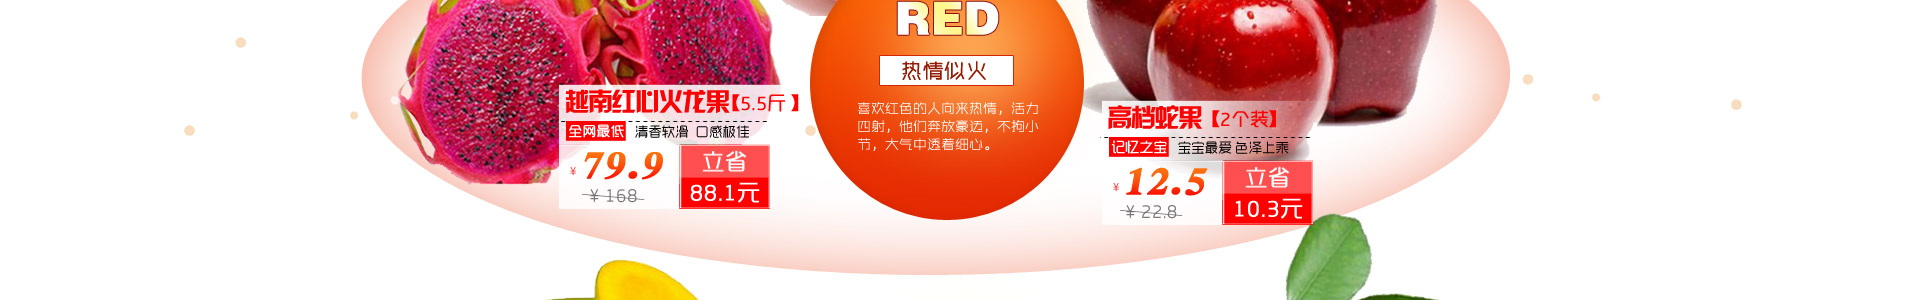 RED
热情似火
喜欢红色的人向来热情，活力
四射，他们奔放豪迈，不拘小
节，大气中透着细心。
越南红心火龙果【5.5斤】
全网最低 清香软滑 口感极佳
¥ 79.9
¥ 168
立省
88.1元
高档蛇果【2个装】
记忆之宝 宝宝最爱 色泽上乘
¥ 12.5
¥ 22.8
立省
10.3元